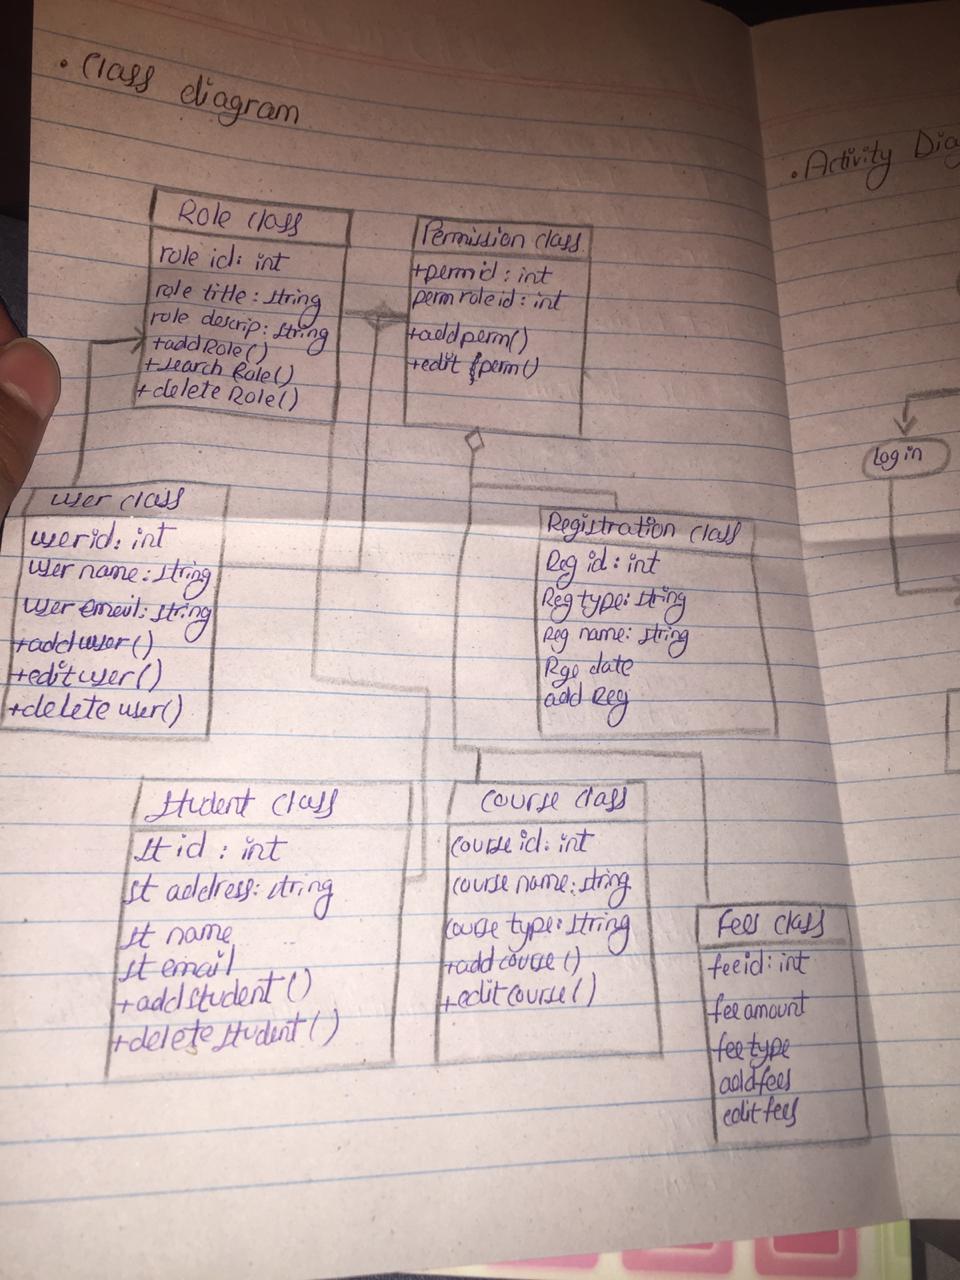 . Class diagram
Role class
role id: int
role title: string
role descrip: string
+addRole()
+search Role()
+delete Role()
Permission class
+perm id: int
perm role id: int
+add perm()
+edit perm()
user class
user id: int
user name: string
user email: string
+add user()
+edit user()
+delete user()
Registration class
Reg id: int
Reg type: string
Reg name: string
Rge date
add Reg
Student class
St id : int
St address: string
St name
St email
+add student()
+delete student()
Course class
course id: int
course name: string
course type: string
+add course()
+edit course()
Fees class
fee id: int
fee amount
fee type
add fees
edit fees
. Activity Dia
Log in